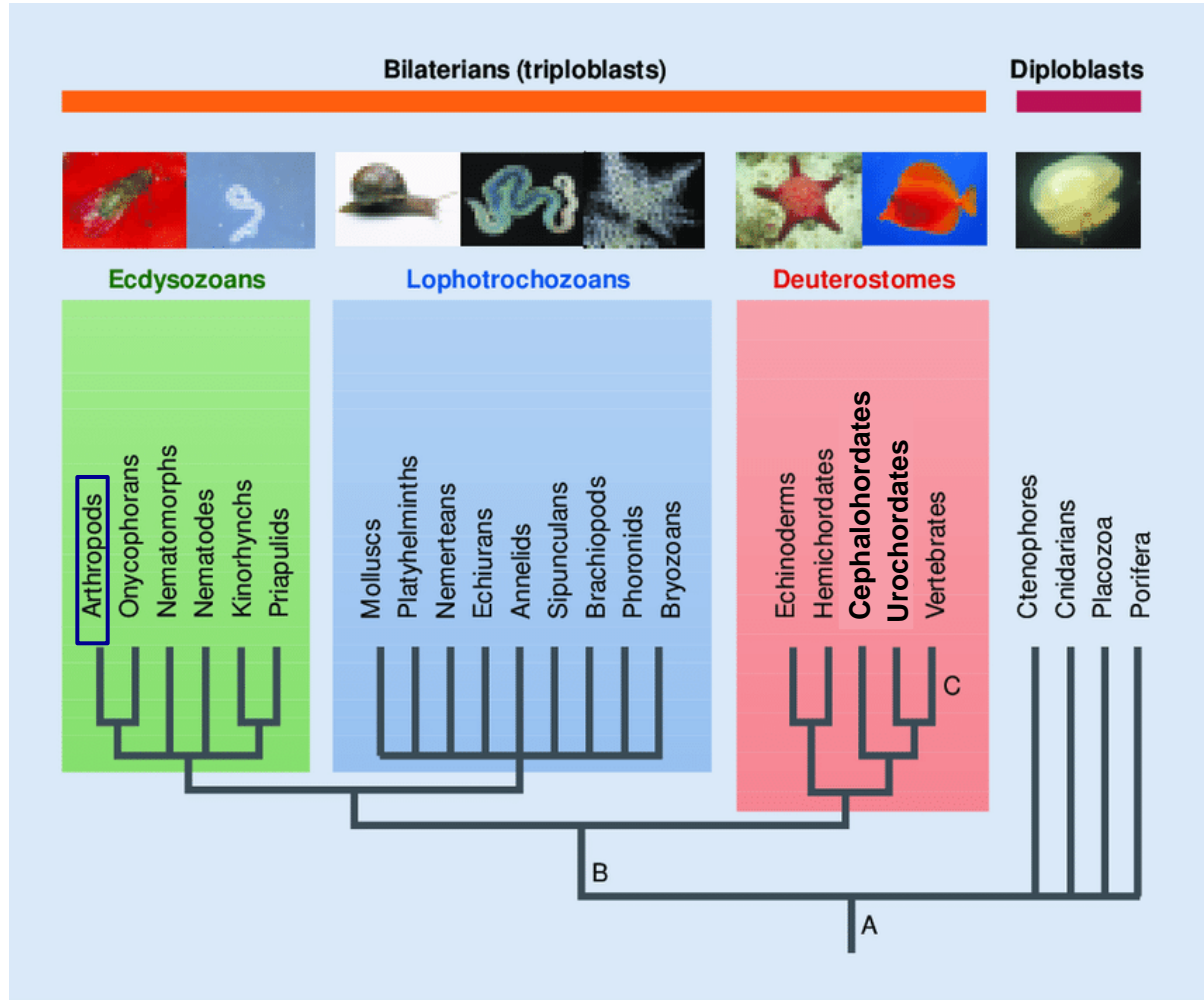 Bilaterians (triploblasts)
Diploblasts
Ecdysozoans
Lophotrochozoans
Deuterostomes
Arthropods
Onycophorans
Nematomorphs
Nematodes
Kinorhynchs
Priapulids
Molluscs
Platyhelminths
Nemerteans
Echiurans
Annelids
Sipunculans
Brachiopods
Phoronids
Bryozoans
Echinoderms
Hemichordates
Cephalohordates
Urochordates
Vertebrates
Ctenophores
Cnidarians
Placozoa
Porifera
C
B
A